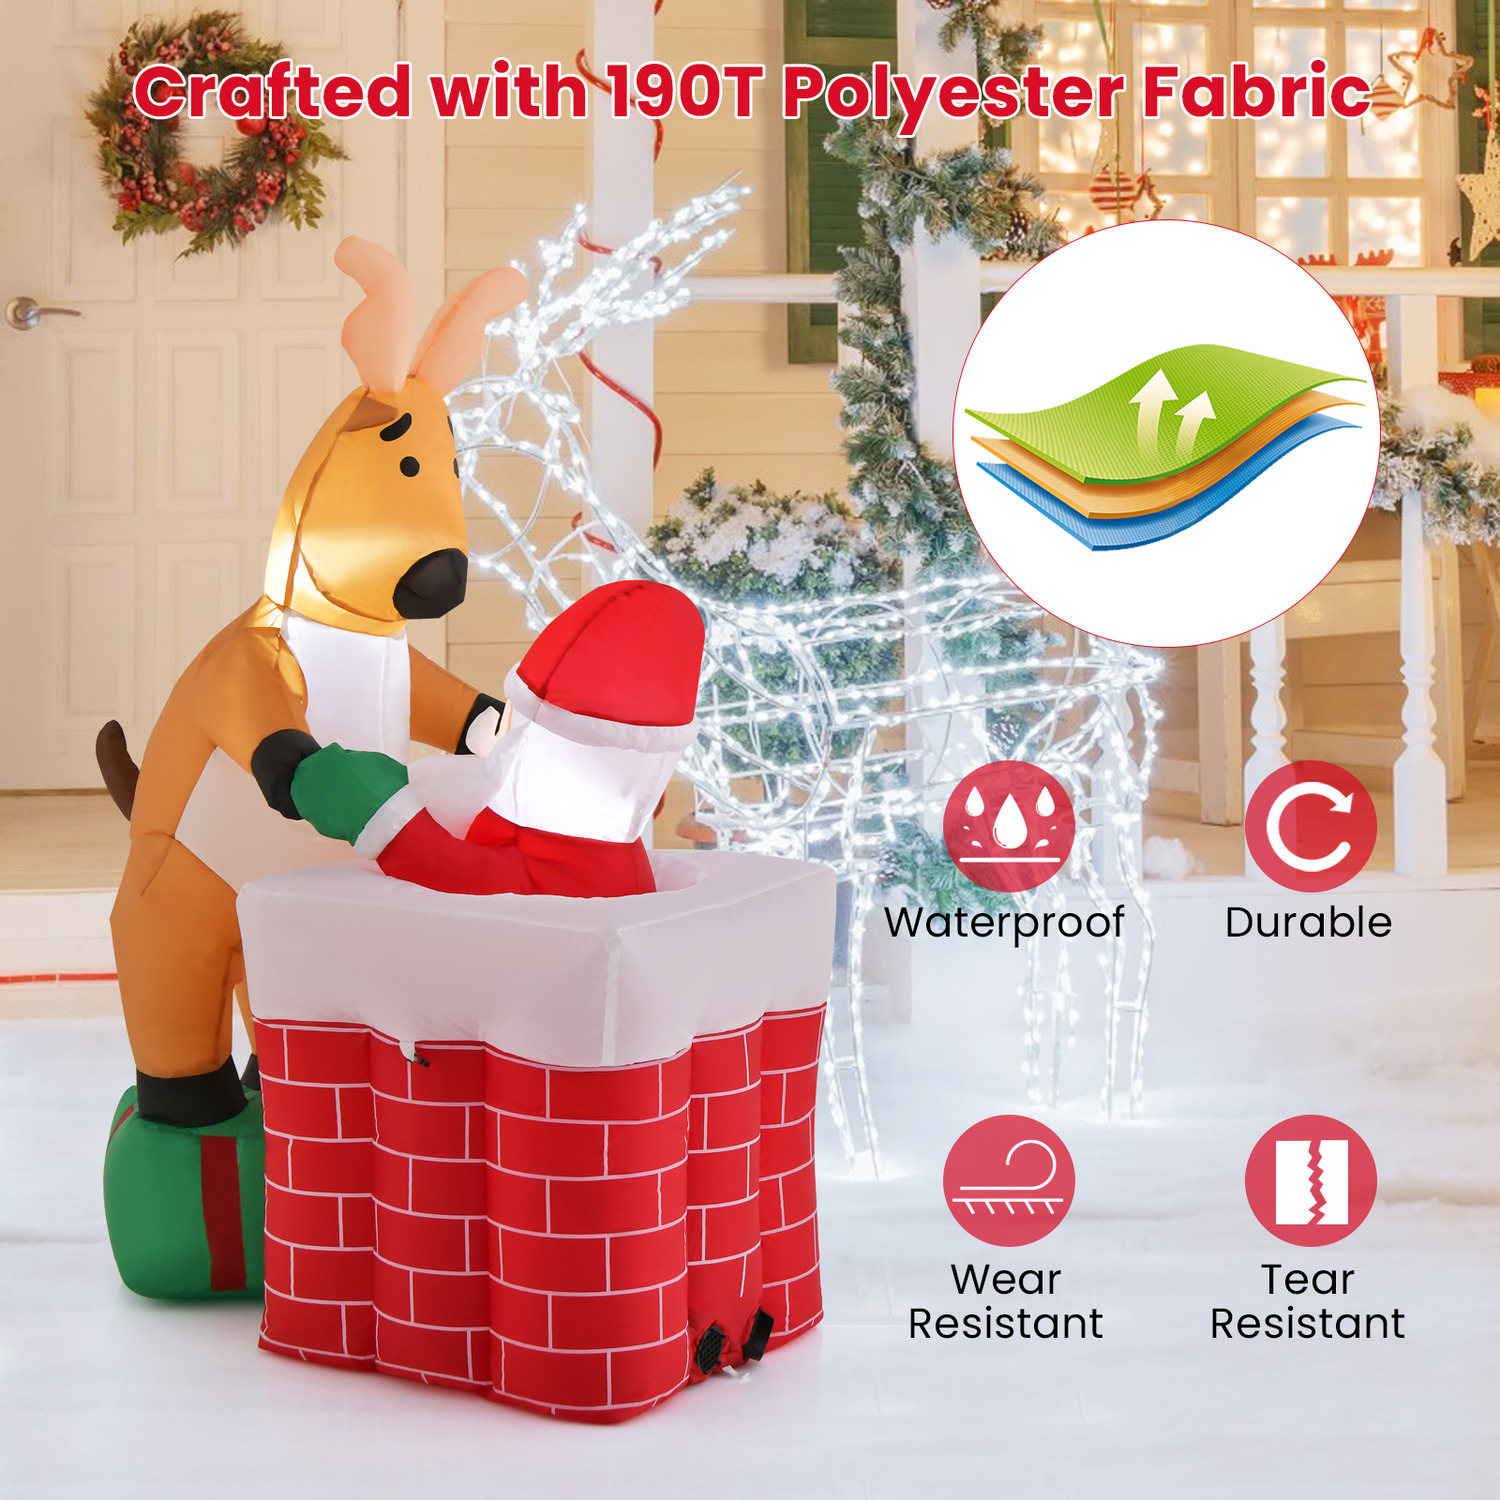 Crafted with 190T Polyester Fabric
Waterproof
Durable
Wear
Resistant
Tear
Resistant